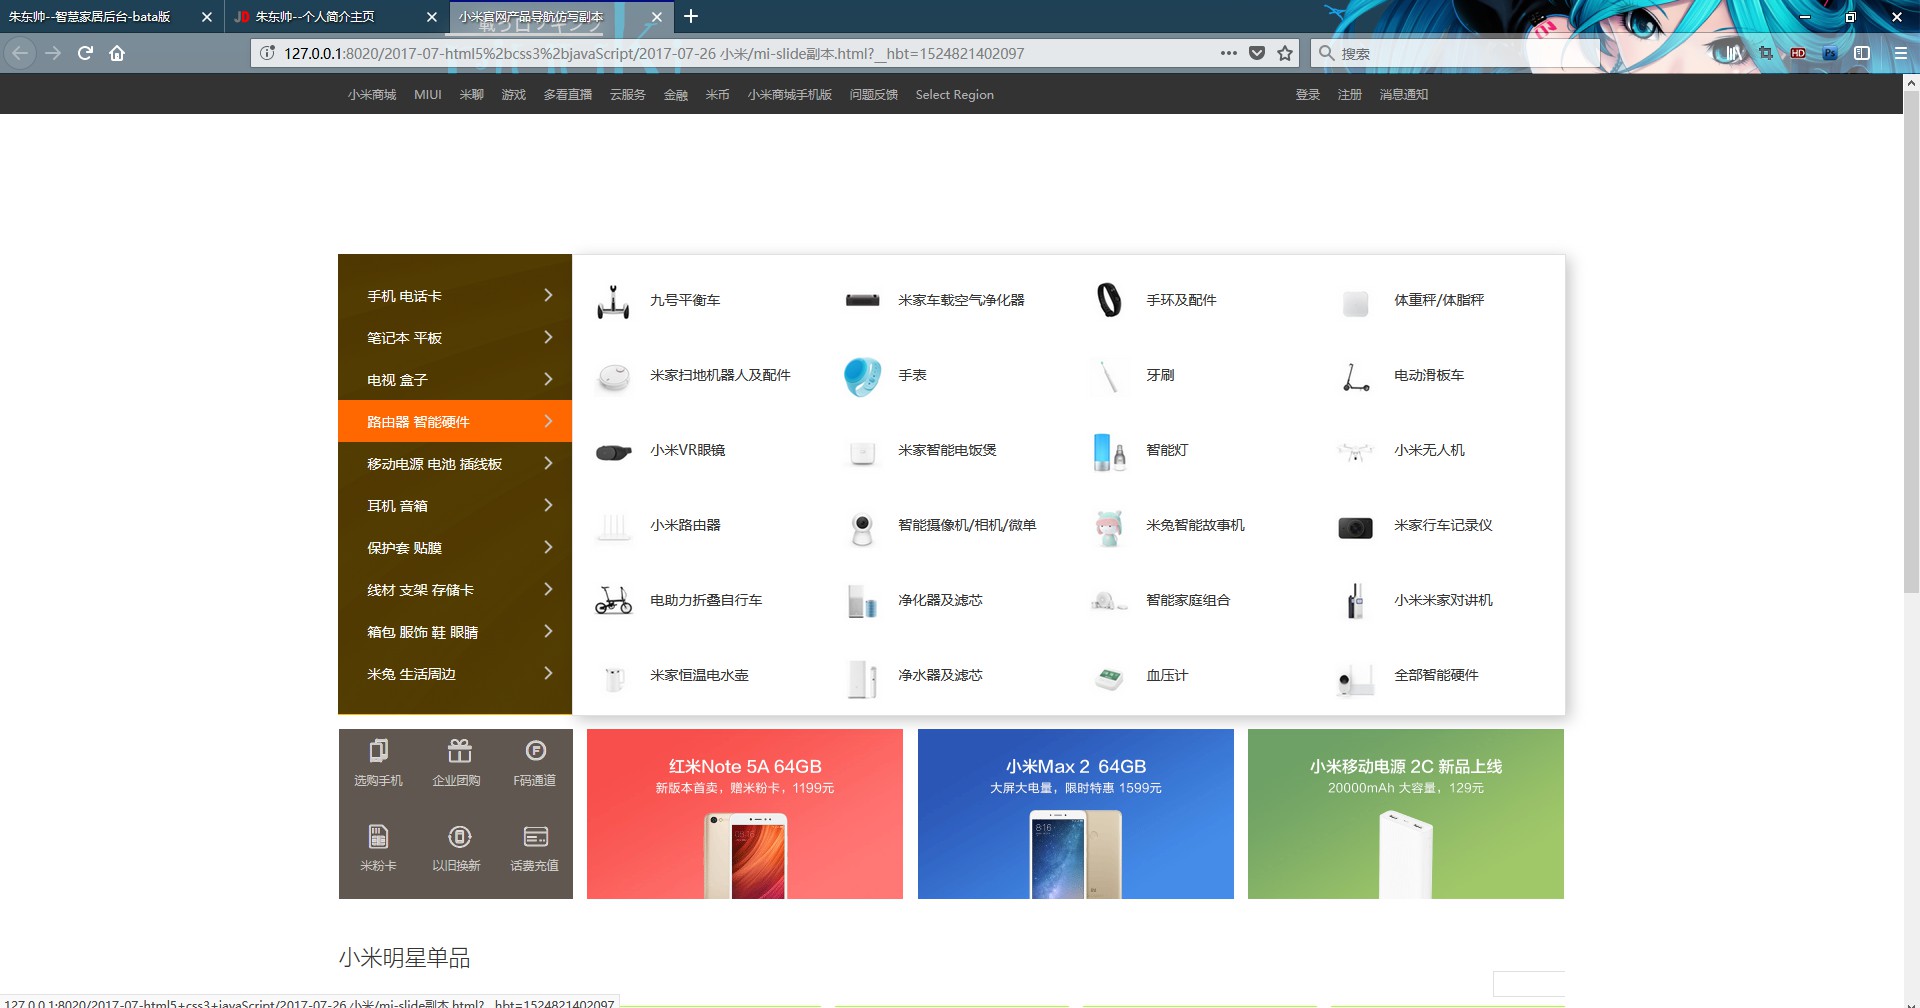 朱东帅--智慧家居后台-bata版
JD 朱东帅--个人简介主页
小米官网产品导航仿写副本
127.0.0.1:8020/2017-07-html5%2bcss3%2bjavaScript/2017-07-26 小米/mi-slide副本.html?__hbt=1524821402097
搜索
HD
Ps
小米商城 MIUI 米聊 游戏 多看直播 云服务 金融 米币 小米商城手机版 问题反馈 Select Region 登录 注册 消息通知
手机 电话卡
笔记本 平板
电视 盒子
路由器 智能硬件
移动电源 电池 插线板
耳机 音箱
保护套 贴膜
线材 支架 存储卡
箱包 服饰 鞋 眼睛
米兔 生活周边
九号平衡车 米家车载空气净化器 手环及配件 体重秤/体脂秤
米家扫地机器人及配件 手表 牙刷 电动滑板车
小米VR眼镜 米家智能电饭煲 智能灯 小米无人机
小米路由器 智能摄像机/相机/微单 米兔智能故事机 米家行车记录仪
电助力折叠自行车 净化器及滤芯 智能家庭组合 小米米家对讲机
米家恒温电水壶 净水器及滤芯 血压计 全部智能硬件
选购手机 企业团购 F码通道
米粉卡 以旧换新 话费充值
红米Note 5A 64GB
新版本首卖，赠米粉卡，1199元
小米Max 2 64GB
大屏大电量，限时特惠 1599元
8:16
小米移动电源 2C 新品上线
20000mAh 大容量，129元
小米明星单品
127.0.0.1:8020/2017-07-html5+css3+javaScript/2017-07-26 小米/mi-slide副本.html?__hbt=1524821402097